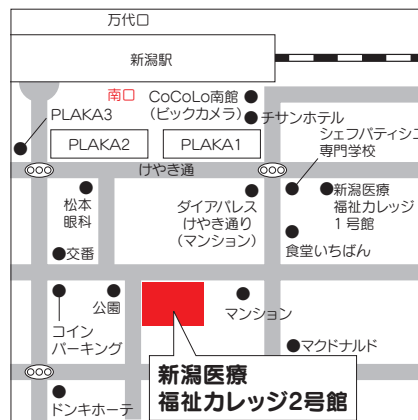 万代口
新潟駅
南口
CoCoLo南館
(ビックカメラ)
チサンホテル
PLAKA3
PLAKA2
PLAKA1
シェフパティシエ
専門学校
けやき通
松本
眼科
ダイアパレス
けやき通り
(マンション)
新潟医療
福祉カレッジ
1号館
食堂いちばん
交番
公園
マンション
コイン
パーキング
マクドナルド
新潟医療
福祉カレッジ2号館
ドンキホーテ